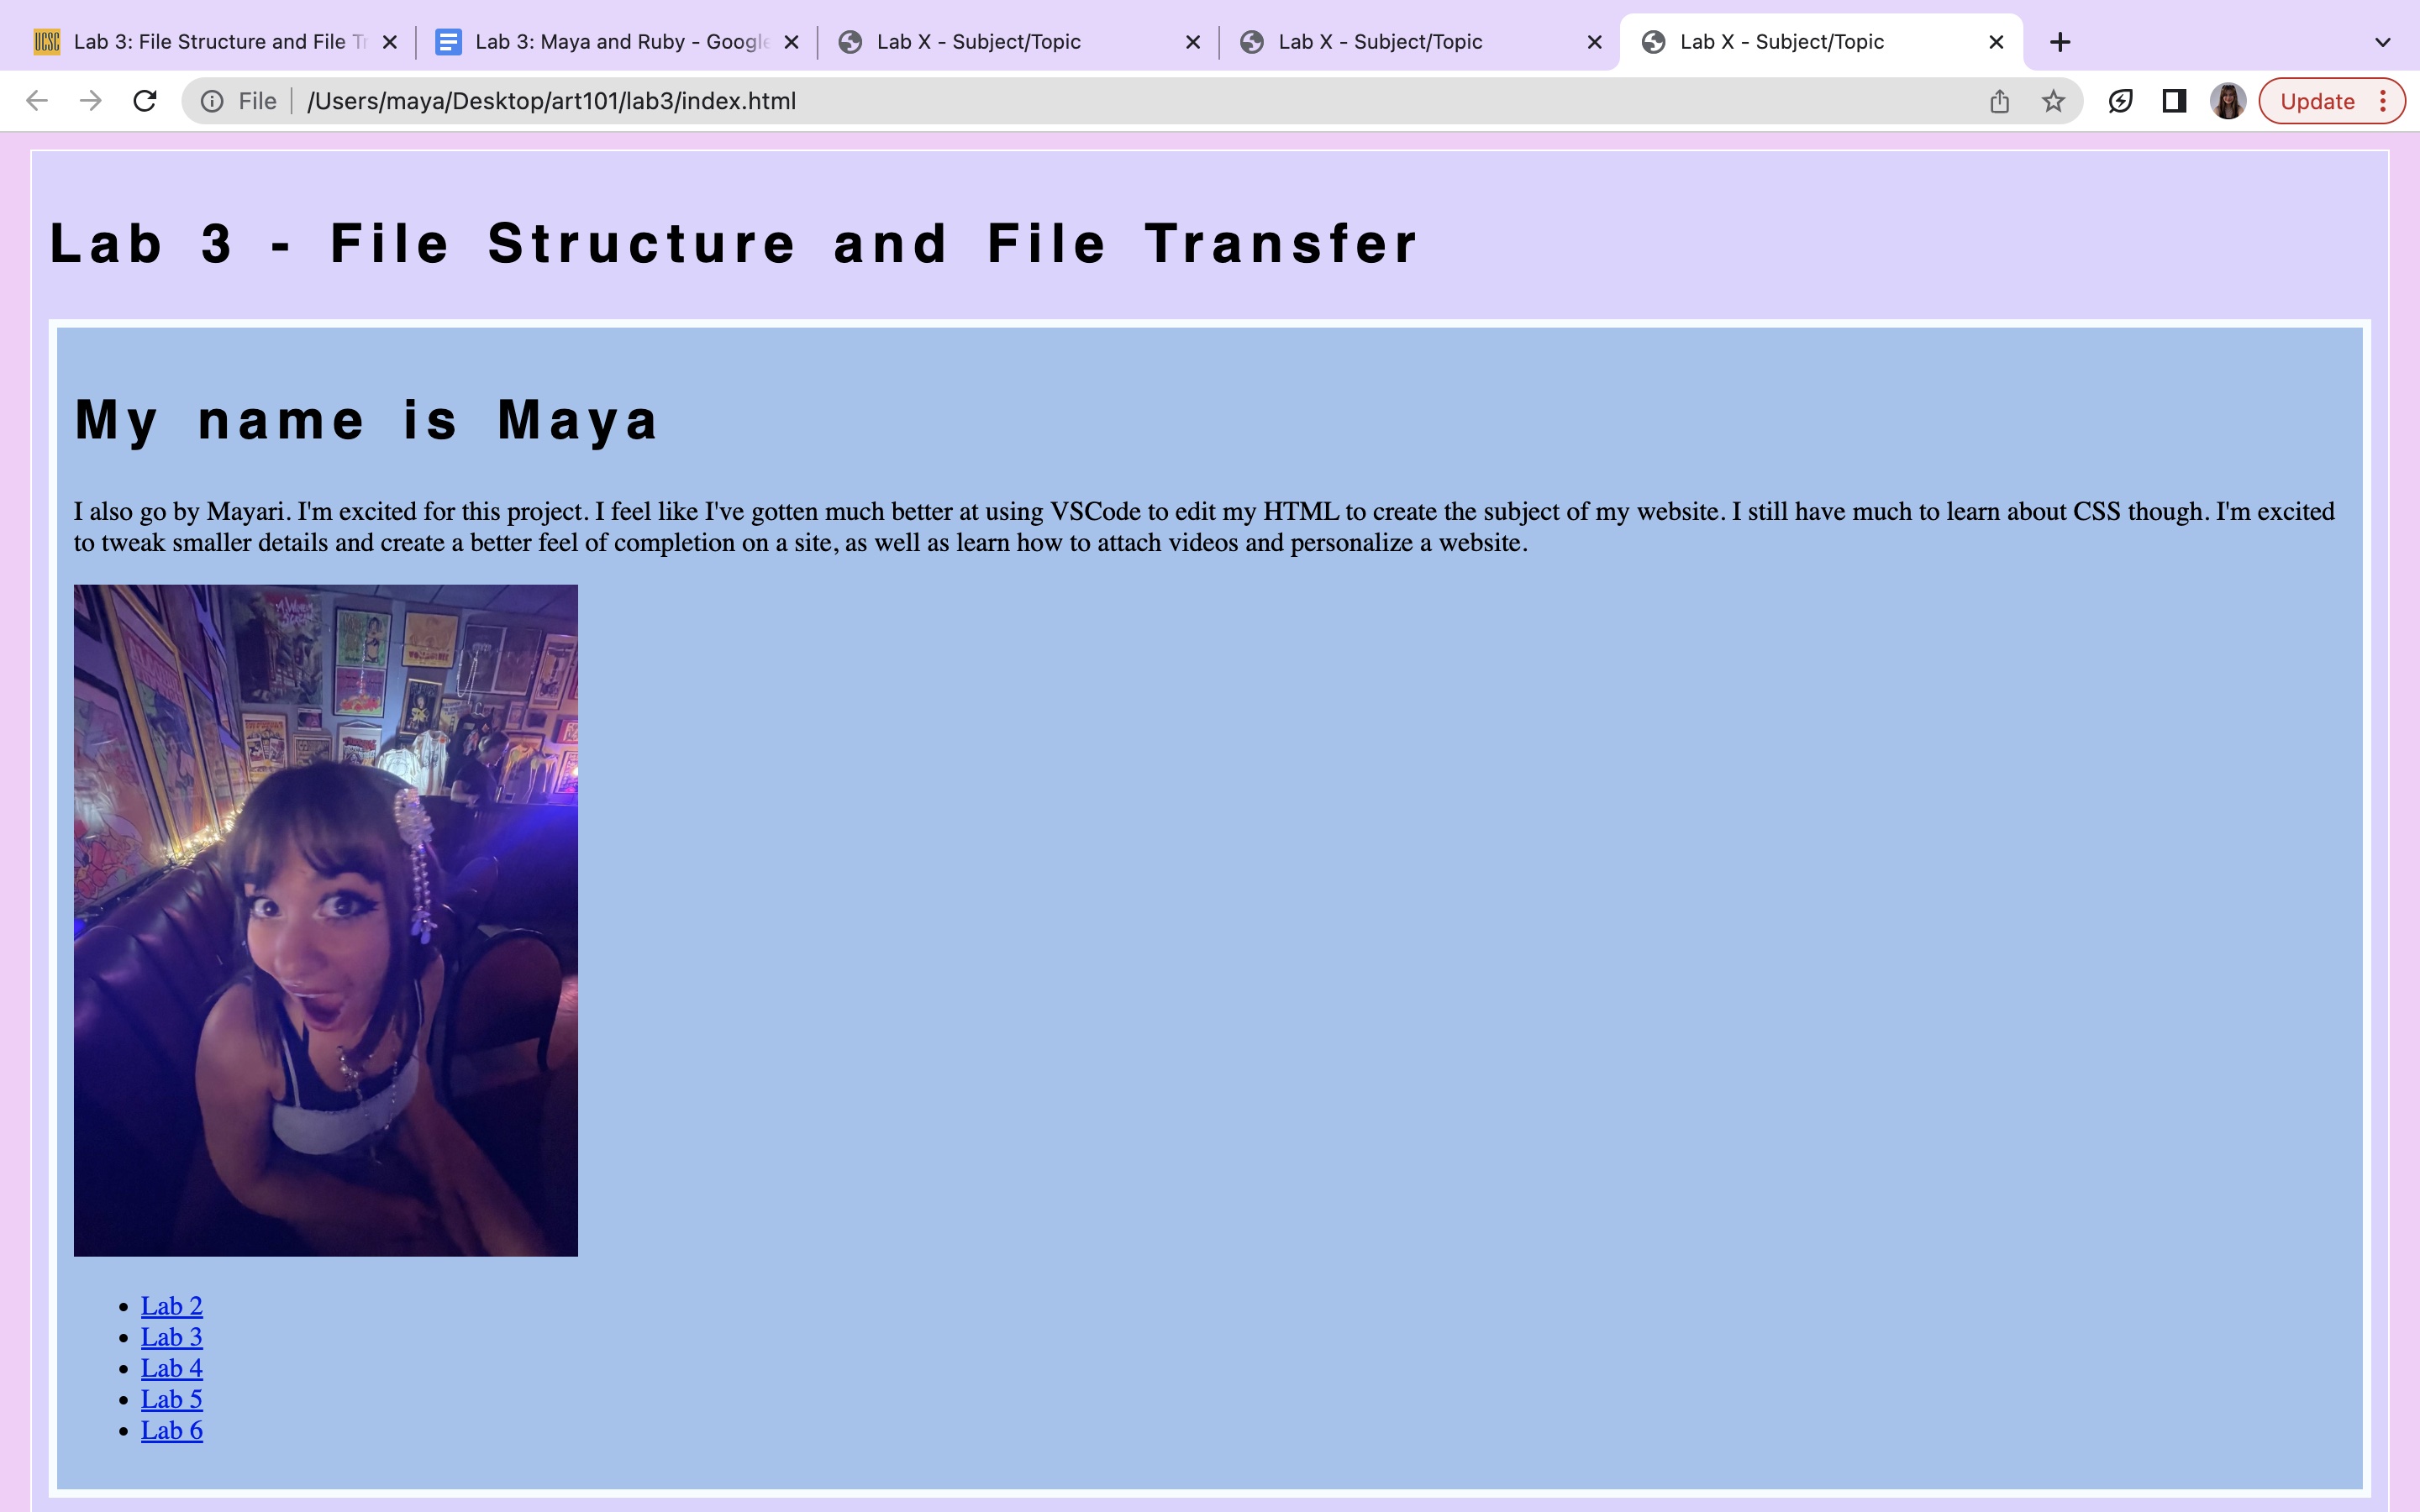 UCSC Lab 3: File Structure and File Tr
Lab 3: Maya and Ruby - Google
Lab X - Subject/Topic
Lab X - Subject/Topic
Lab X - Subject/Topic
File /Users/maya/Desktop/art101/lab3/index.html
Update
Lab 3 - File Structure and File Transfer
My name is Maya
I also go by Mayari. I'm excited for this project. I feel like I've gotten much better at using VSCode to edit my HTML to create the subject of my website. I still have much to learn about CSS though. I'm excited
to tweak smaller details and create a better feel of completion on a site, as well as learn how to attach videos and personalize a website.
Lab 2
Lab 3
Lab 4
Lab 5
Lab 6